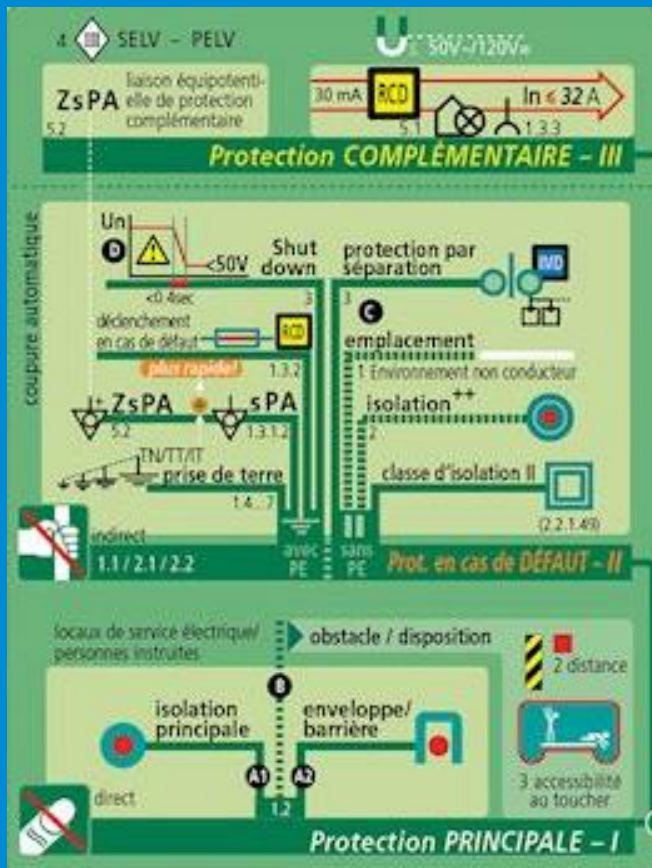 4 SELV – PELV
≤ 50V~/120V
ZsPA
liaison équipotenti-
elle de protection
complémentaire
5.2
30 mA
RCD
In ≤ 32 A
5.1
1.3.3
Protection COMPLÉMENTAIRE – III
coupure automatique
Un
D
<50V
<0.4sec
Shut
down
3
protection par
séparation
IMD
3
C
déclenchement
en cas de défaut
RCD
plus rapide!
1.3.2
emplacement
1 Environnement non conducteur
ZsPA
5.2
sPA
1.3.1.2
isolation++
2
TN/TT/IT
prise de terre
1.4...7
classe d'isolation II
(2.2.1.49)
indirect
1.1 / 2.1 / 2.2
avec
PE
sans
PE
Prot. en cas de DÉFAUT – II
locaux de service électrique/
personnes instruites
obstacle / disposition
2 distance
B
isolation
principale
enveloppe/
barrière
A1
A2
3 accessibilité
au toucher
direct
1.2
Protection PRINCIPALE – I